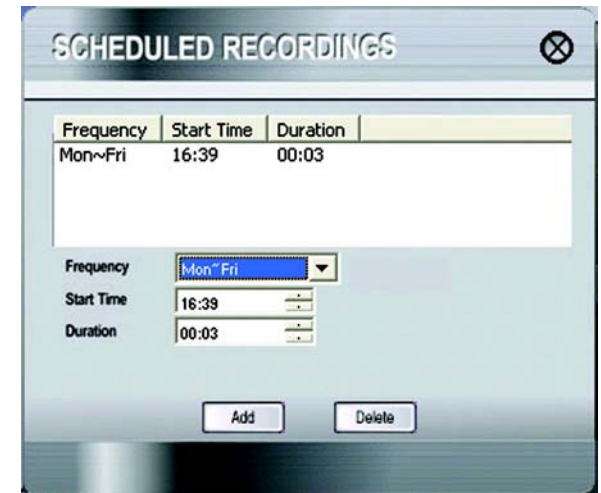 SCHEDULED RECORDINGS
Frequency Start Time Duration
Mon~Fri 16:39 00:03
Frequency Mon~Fri
Start Time 16:39
Duration 00:03
Add Delete